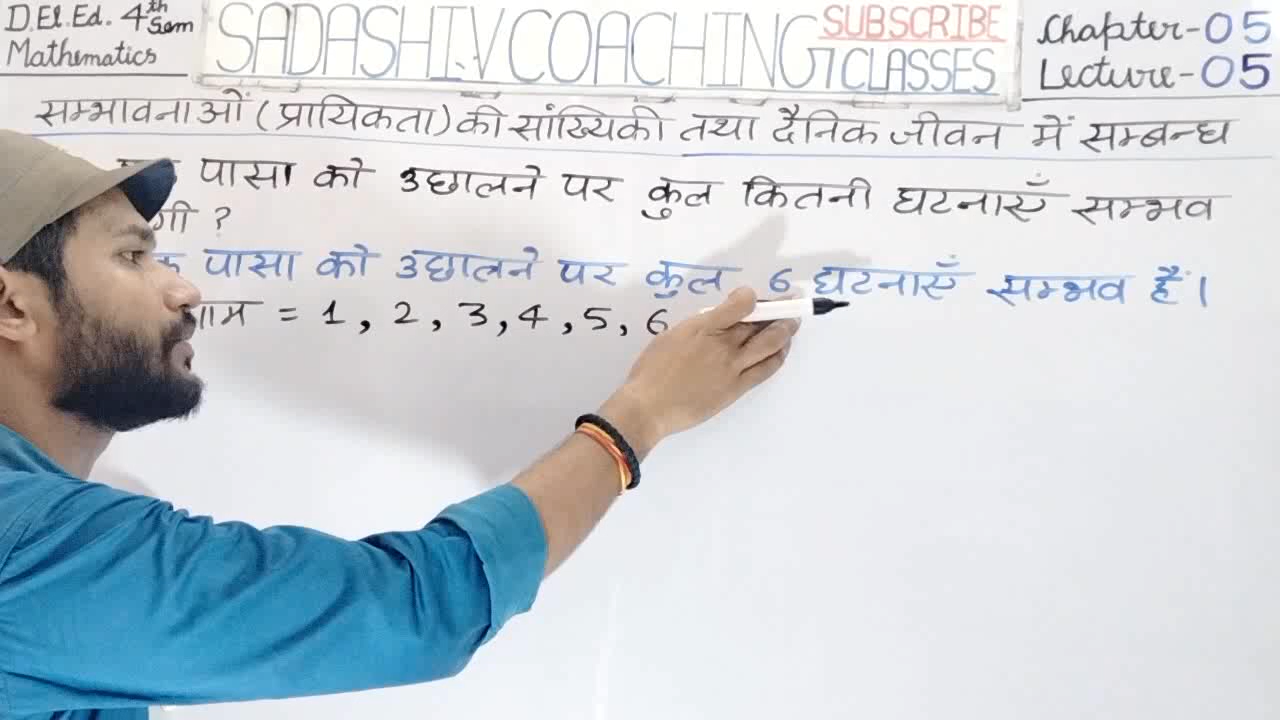 D.El.Ed. 4th Sem
Mathematics
SADASHIV COACHING CLASSES
SUBSCRIBE
Chapter-05
Lecture-05
सम्भावनाओं (प्रायिकता) की सांख्यिकी तथा दैनिक जीवन में सम्बन्ध
पासा को उछालने पर कुल कितनी घटनाएँ सम्भव
?
पासा को उछालने पर कुल 6 घटनाएँ सम्भव हैं।
= 1, 2, 3, 4, 5, 6